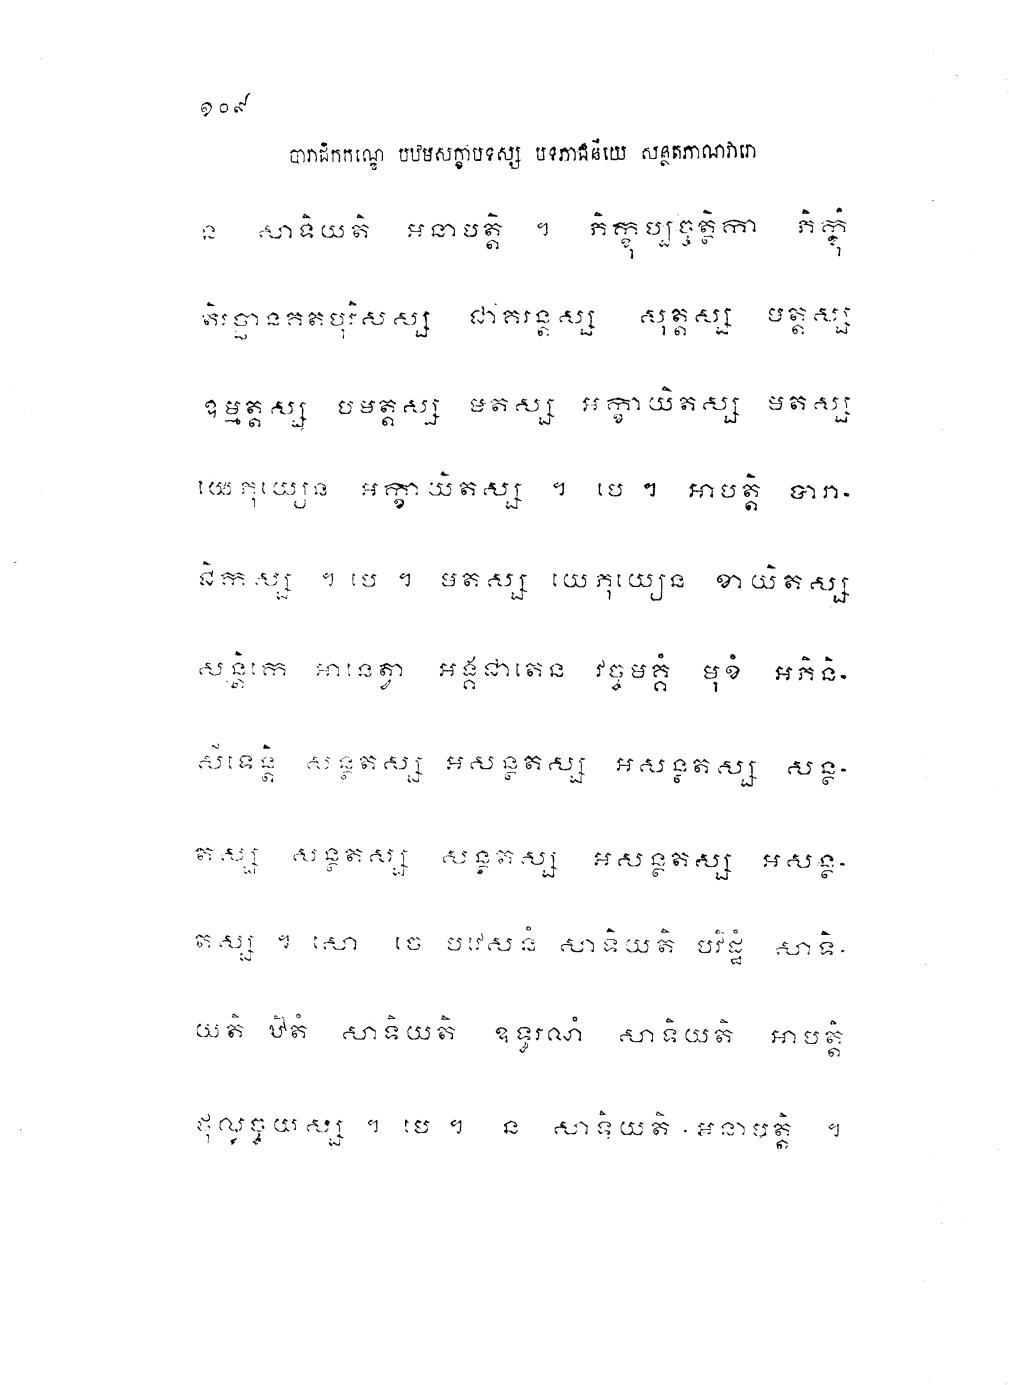 ១០៩
បារាជិកកណ្ឌេ បឋមសិក្ខាបទស្ស បទភាជនីយេ សន្ថតភាណវារោ
ន សាទិយតិ អនាបត្តិ ។ ភិក្ខុប្បច្ចត្ថិកា ភិក្ខុំ
តិរច្ឆានគតបុរិសស្ស ជាគរន្តស្ស សុត្តស្ស មត្តស្ស
ឧម្មត្តស្ស បមត្តស្ស មតស្ស អក្ខាយិតស្ស មតស្ស
យេភុយ្យេន អក្ខាយិតស្ស ។ បេ ។ អាបត្តិ បារា-
ជិកស្ស ។ បេ ។ មតស្ស យេភុយ្យេន ខាយិតស្ស
សន្តិកេ អានេត្វា អង្គជាតេន វច្ចមគ្គំ មុខំ អភិនិ-
សីទេន្តិ សន្ថតស្ស អសន្ថតស្ស អសន្ថតស្ស សន្ថ-
តស្ស សន្ថតស្ស សន្ថតស្ស អសន្ថតស្ស អសន្ថ-
តស្ស ។ សោ ចេ បវេសនំ សាទិយតិ បវិដ្ឋំ សាទិ-
យតិ ឋិតំ សាទិយតិ ឧទ្ធរណំ សាទិយតិ អាបត្តិ
ថុល្លច្ចយស្ស ។ បេ ។ ន សាទិយតិ អនាបត្តិ ។